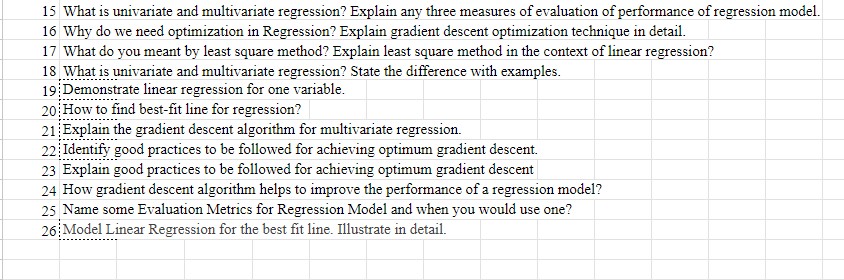 15 What is univariate and multivariate regression? Explain any three measures of evaluation of performance of regression model.
16 Why do we need optimization in Regression? Explain gradient descent optimization technique in detail.
17 What do you meant by least square method? Explain least square method in the context of linear regression?
18 What is univariate and multivariate regression? State the difference with examples.
19 Demonstrate linear regression for one variable.
20 How to find best-fit line for regression?
21 Explain the gradient descent algorithm for multivariate regression.
22 Identify good practices to be followed for achieving optimum gradient descent.
23 Explain good practices to be followed for achieving optimum gradient descent
24 How gradient descent algorithm helps to improve the performance of a regression model?
25 Name some Evaluation Metrics for Regression Model and when you would use one?
26 Model Linear Regression for the best fit line. Illustrate in detail.